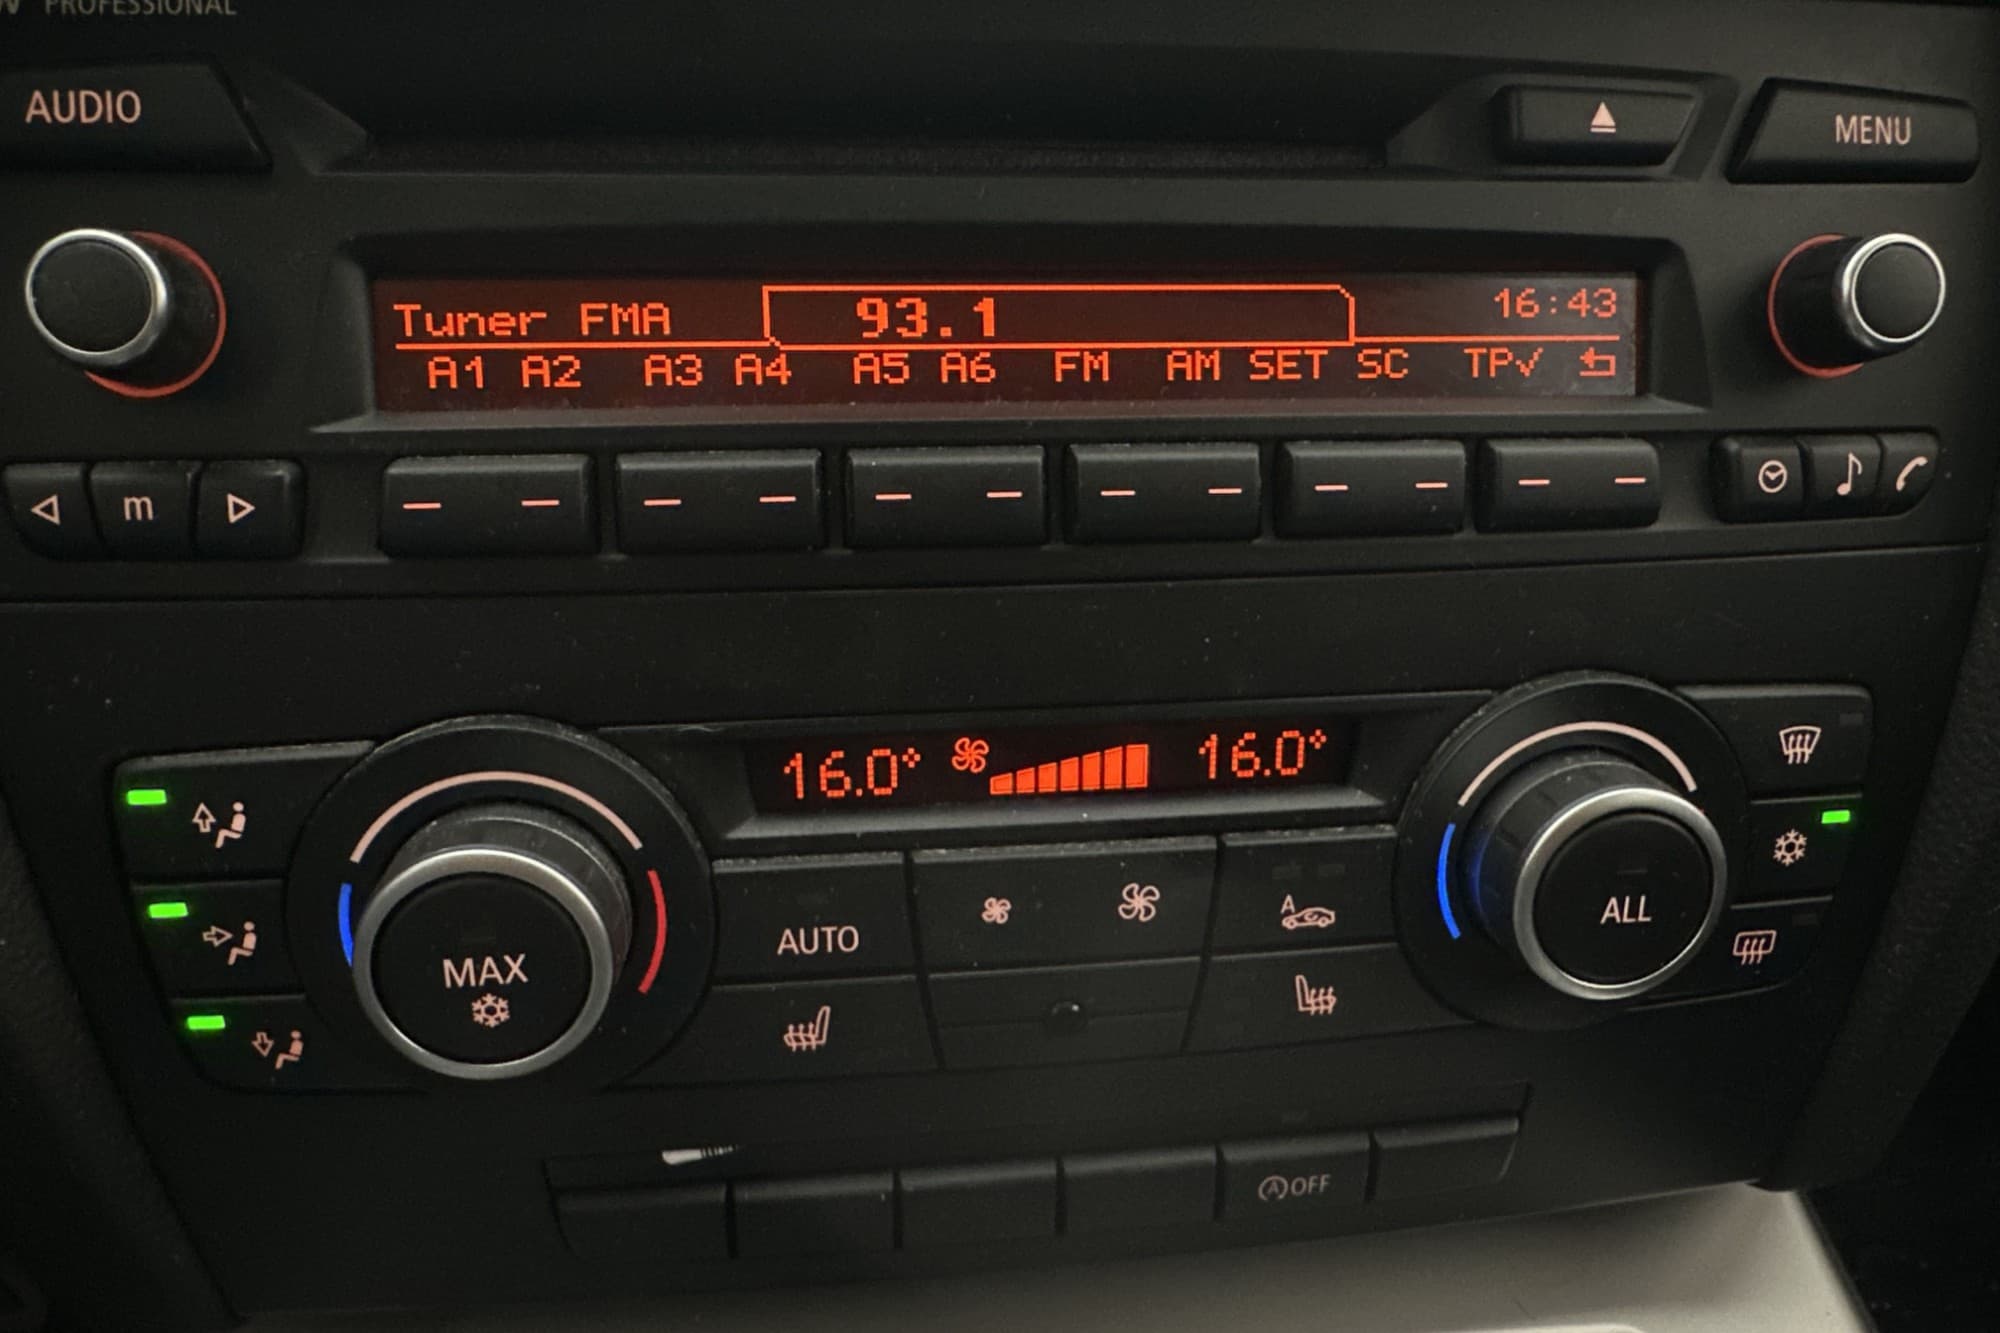 PROFESSIONAL
AUDIO
MENU
Tuner FMA 93.1 16:43
A1 A2 A3 A4 A5 A6 FM AM SET SC TP✓
m
16.0° 16.0°
MAX
AUTO
A
ALL
A OFF